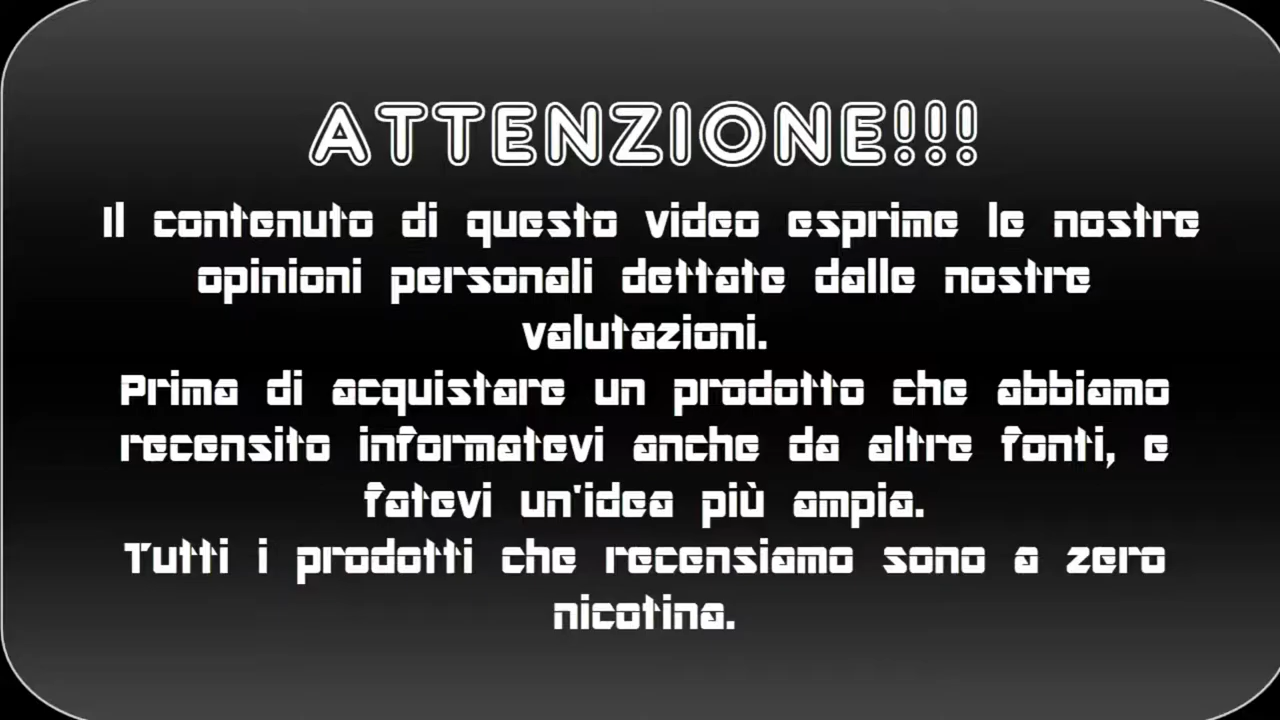 ATTENZIONE!!!
Il contenuto di questo video esprime le nostre
opinioni personali dettate dalle nostre
valutazioni.
Prima di acquistare un prodotto che abbiamo
recensito informatevi anche da altre fonti, e
fatevi un'idea più ampia.
Tutti i prodotti che recensiamo sono a zero
nicotina.